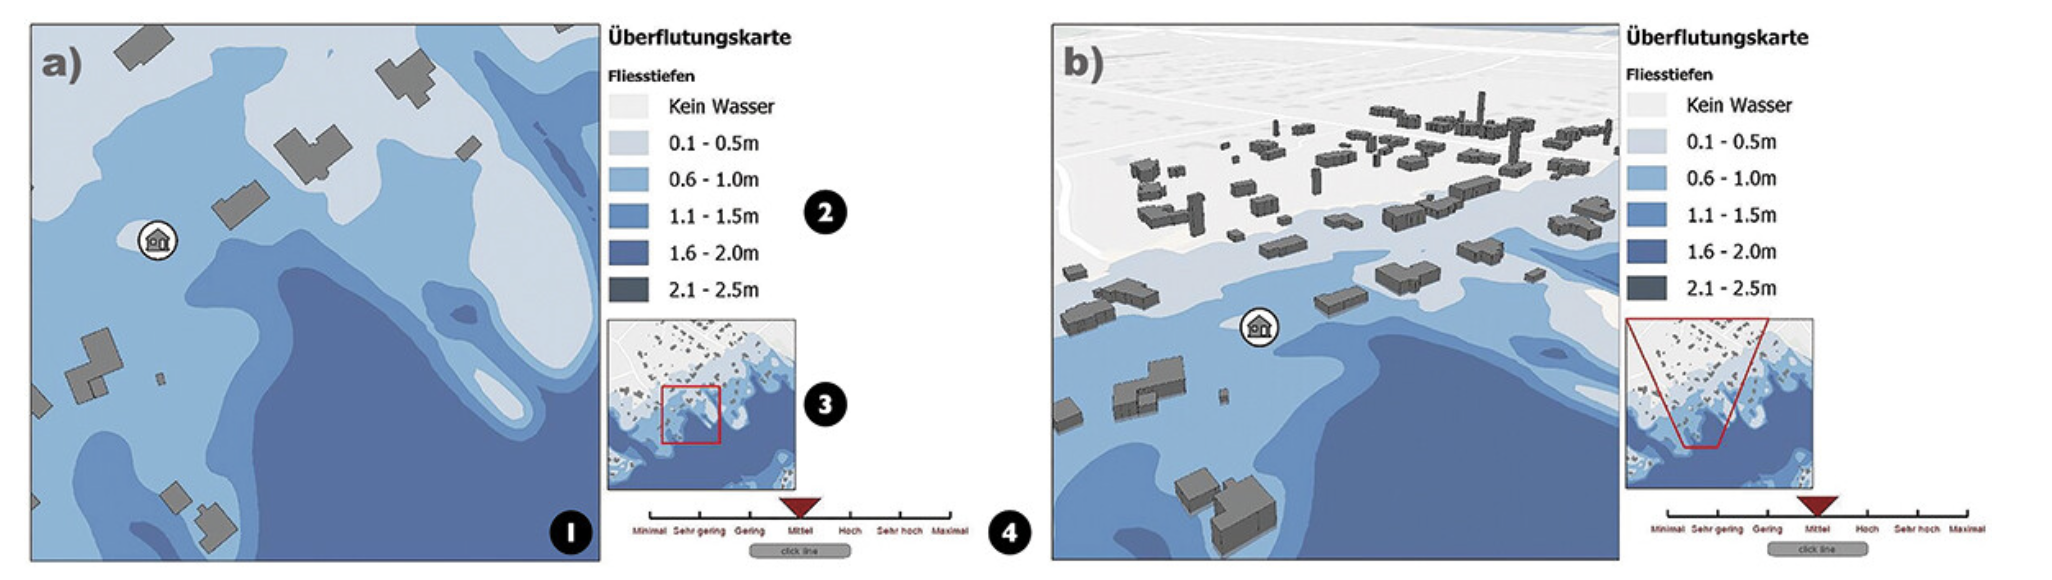 a)
1
Überflutungskarte
Fliesstiefen
Kein Wasser
0.1 - 0.5m
0.6 - 1.0m
1.1 - 1.5m
1.6 - 2.0m
2.1 - 2.5m
2
3
Minimal Sehr gering Gering Mittel Hoch Sehr hoch Maximal
click line
4
b)
Überflutungskarte
Fliesstiefen
Kein Wasser
0.1 - 0.5m
0.6 - 1.0m
1.1 - 1.5m
1.6 - 2.0m
2.1 - 2.5m
Minimal Sehr gering Gering Mittel Hoch Sehr hoch Maximal
click line